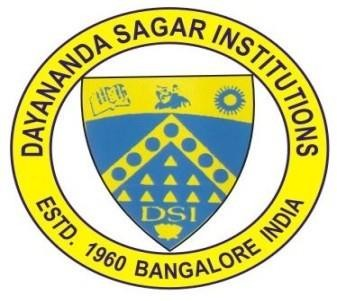 DAYANANDA SAGAR INSTITUTIONS
DSI
ESTD. 1960 BANGALORE INDIA